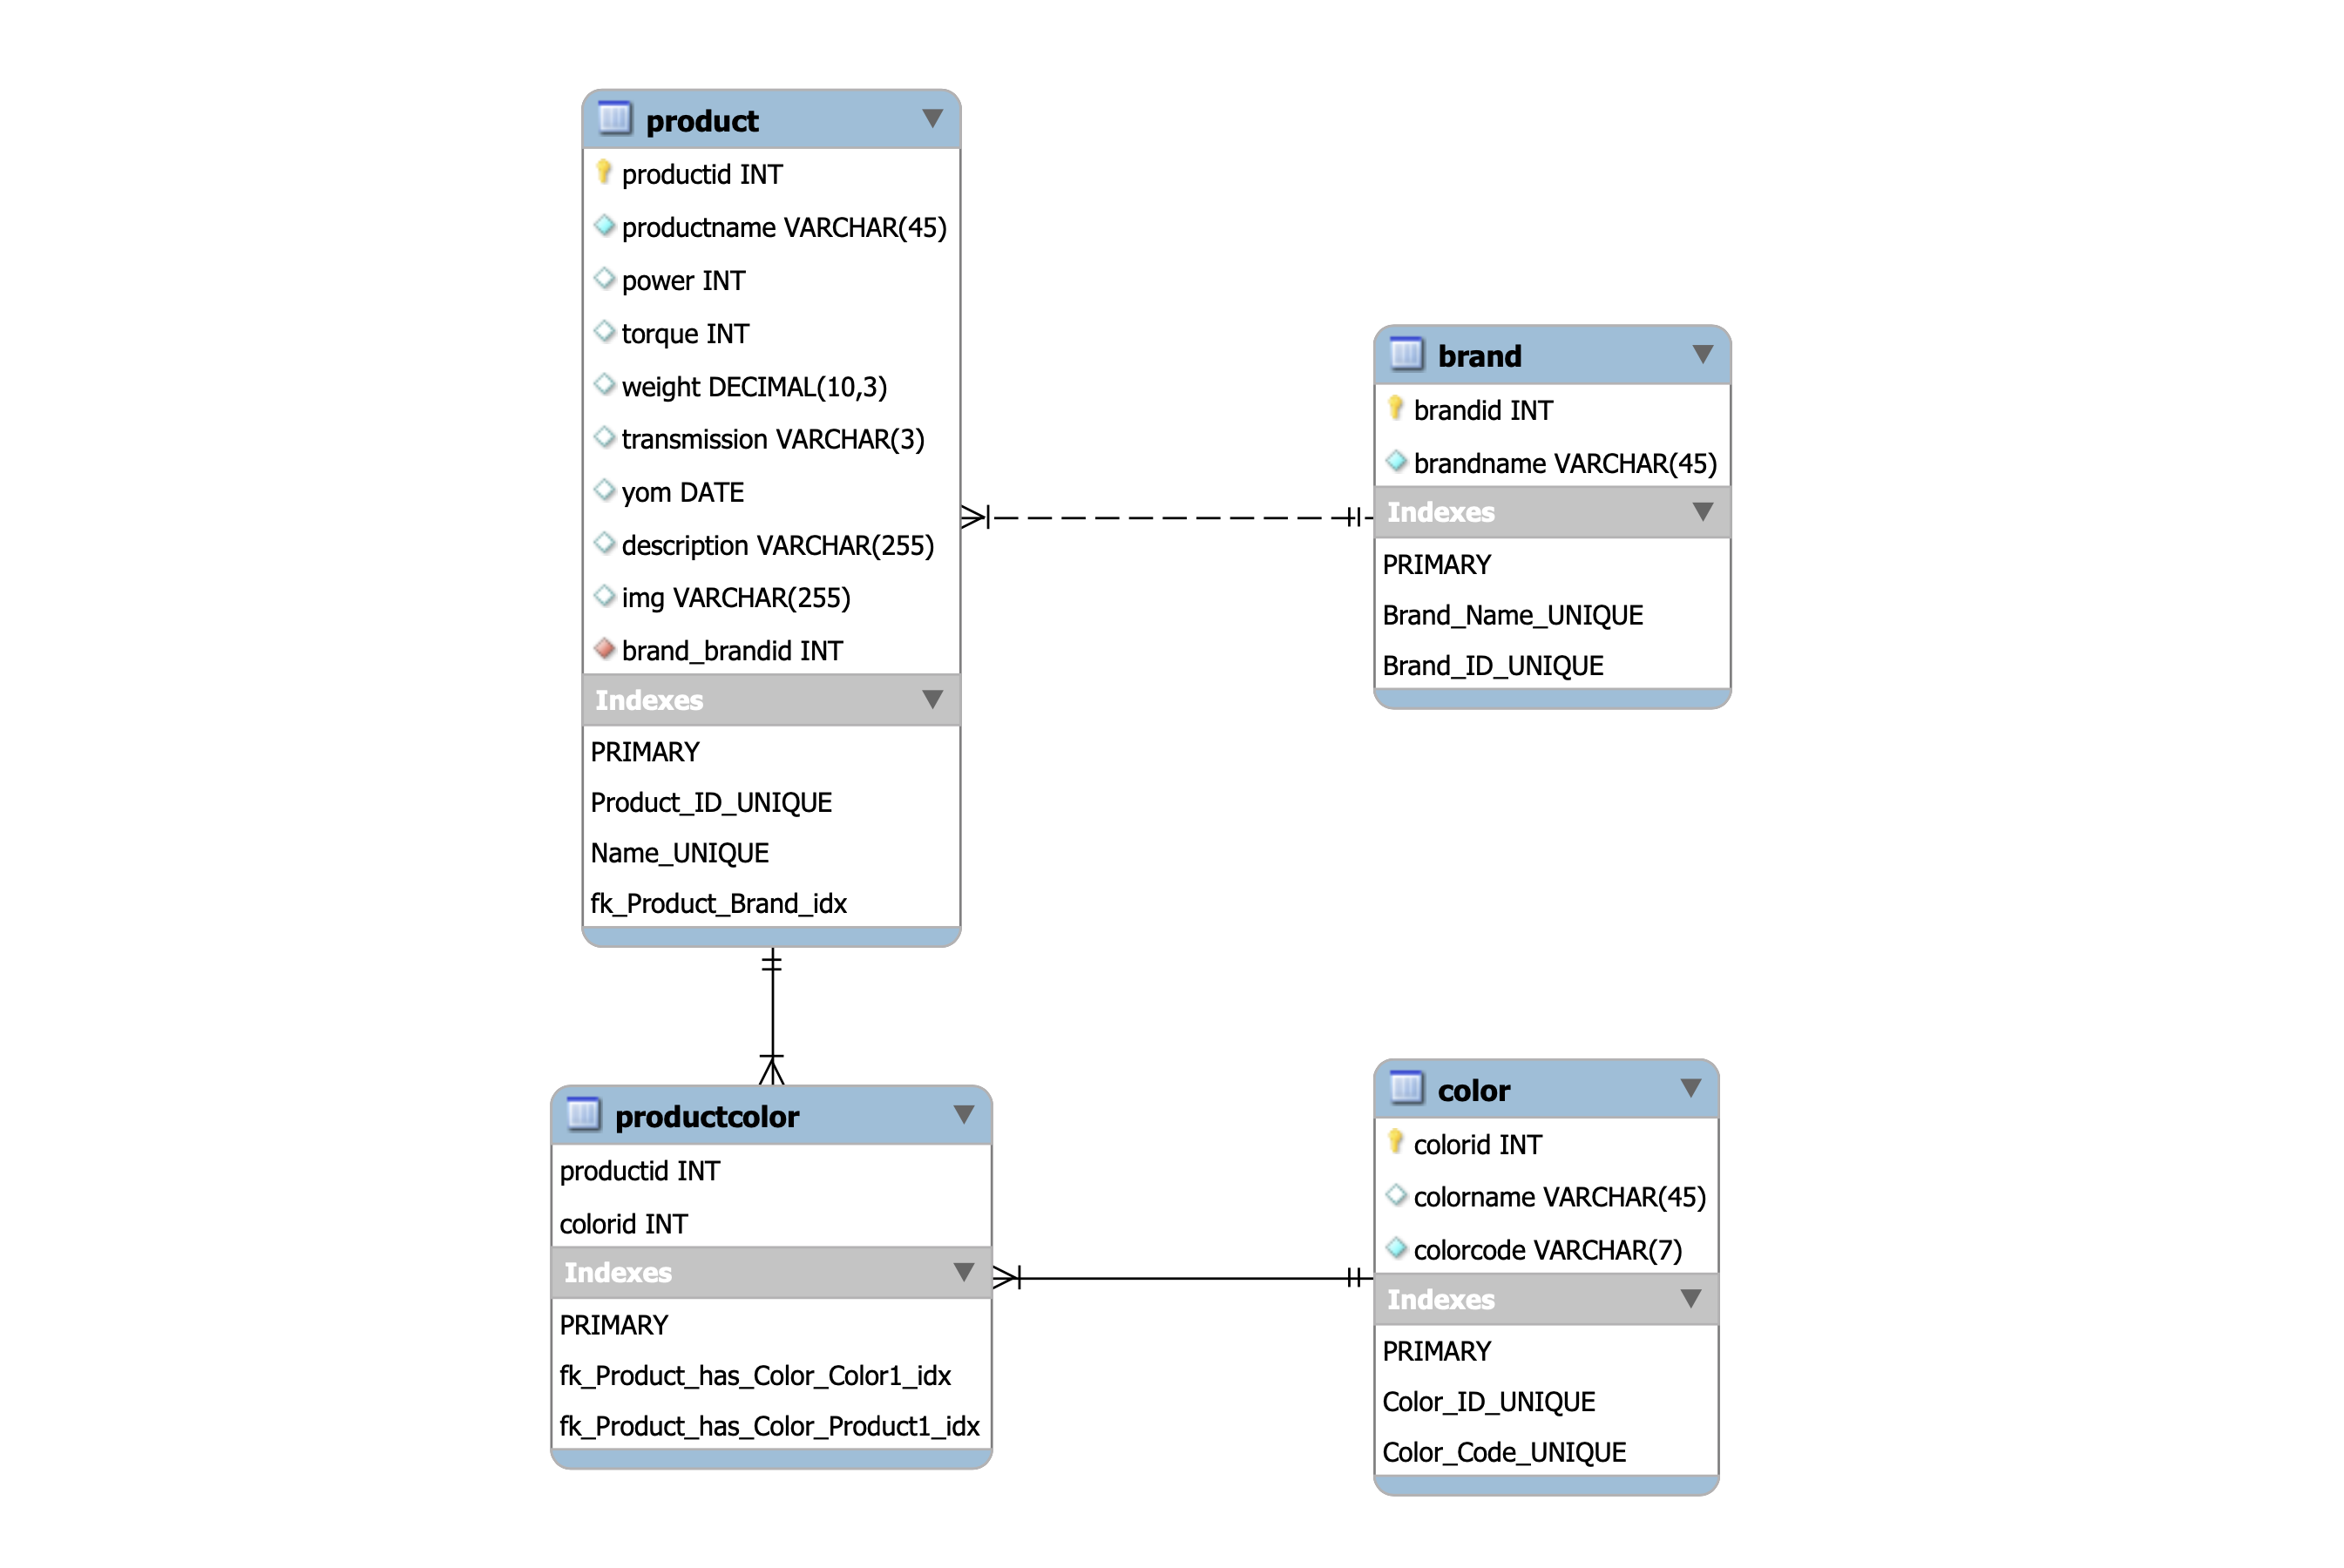 product
productid INT
productname VARCHAR(45)
power INT
torque INT
weight DECIMAL(10,3)
transmission VARCHAR(3)
yom DATE
description VARCHAR(255)
img VARCHAR(255)
brand_brandid INT
Indexes
PRIMARY
Product_ID_UNIQUE
Name_UNIQUE
fk_Product_Brand_idx
brand
brandid INT
brandname VARCHAR(45)
Indexes
PRIMARY
Brand_Name_UNIQUE
Brand_ID_UNIQUE
productcolor
productid INT
colorid INT
Indexes
PRIMARY
fk_Product_has_Color_Color1_idx
fk_Product_has_Color_Product1_idx
color
colorid INT
colorname VARCHAR(45)
colorcode VARCHAR(7)
Indexes
PRIMARY
Color_ID_UNIQUE
Color_Code_UNIQUE